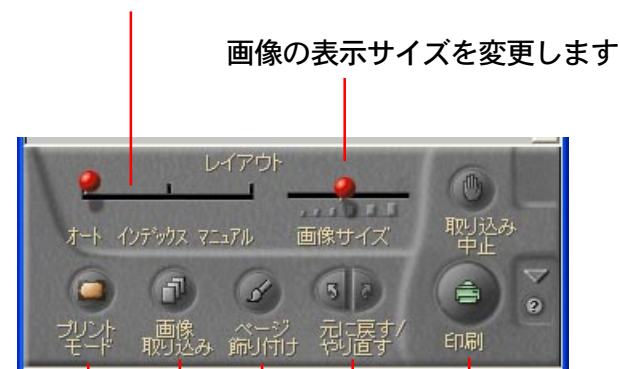 画像の表示サイズを変更します
レイアウト
オート インデックス マニュアル
画像サイズ
取り込み
中止
プリント
モード
画像
取り込み
ページ
飾り付け
元に戻す/
やり直す
印刷
?